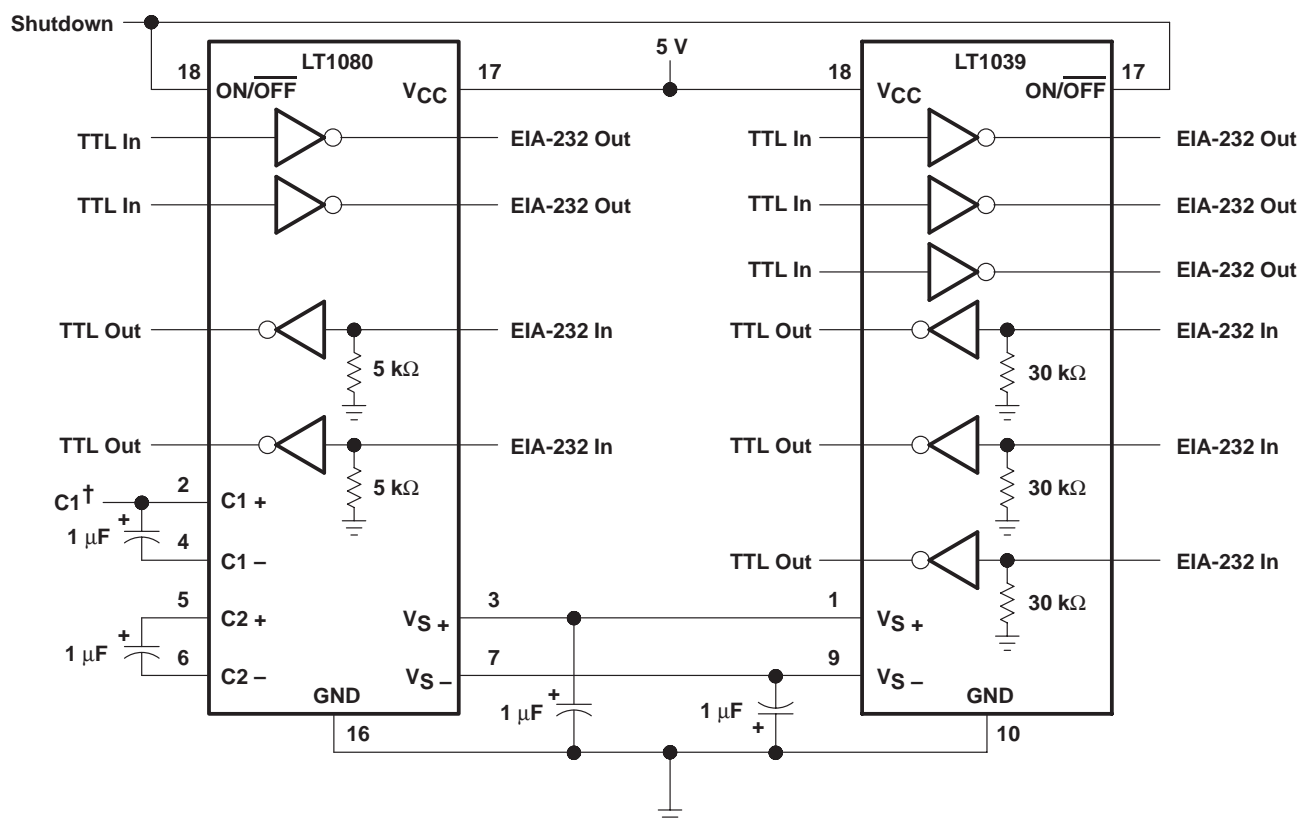 Shutdown
5 V
LT1080
LT1039
18
17
18
17
ON/OFF
VCC
VCC
ON/OFF
TTL In
EIA-232 Out
TTL In
EIA-232 Out
TTL In
EIA-232 Out
TTL In
EIA-232 Out
TTL In
EIA-232 Out
TTL Out
EIA-232 In
TTL Out
EIA-232 In
5 kΩ
30 kΩ
TTL Out
EIA-232 In
TTL Out
EIA-232 In
5 kΩ
30 kΩ
C1†
2
C1 +
+
1 μF
4
C1 –
TTL Out
EIA-232 In
30 kΩ
5
C2 +
3
VS +
1
VS +
+
1 μF
6
C2 –
7
VS –
9
VS –
GND
GND
+
1 μF
1 μF
+
16
10